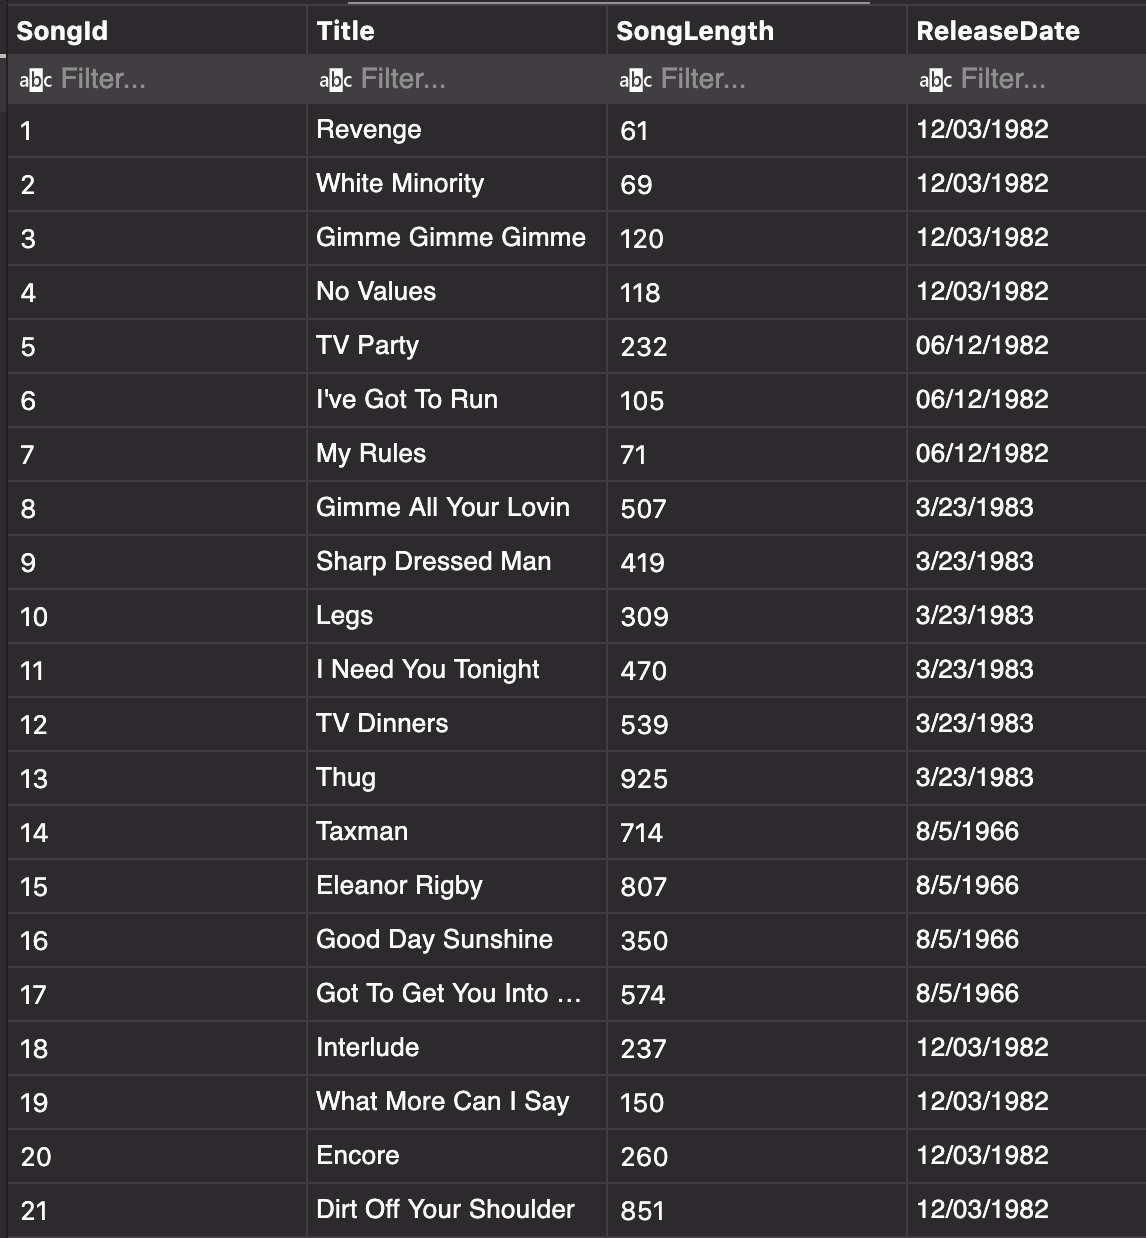 SongId Title SongLength ReleaseDate
abc Filter... abc Filter... abc Filter... abc Filter...
1 Revenge 61 12/03/1982
2 White Minority 69 12/03/1982
3 Gimme Gimme Gimme 120 12/03/1982
4 No Values 118 12/03/1982
5 TV Party 232 06/12/1982
6 I've Got To Run 105 06/12/1982
7 My Rules 71 06/12/1982
8 Gimme All Your Lovin 507 3/23/1983
9 Sharp Dressed Man 419 3/23/1983
10 Legs 309 3/23/1983
11 I Need You Tonight 470 3/23/1983
12 TV Dinners 539 3/23/1983
13 Thug 925 3/23/1983
14 Taxman 714 8/5/1966
15 Eleanor Rigby 807 8/5/1966
16 Good Day Sunshine 350 8/5/1966
17 Got To Get You Into ... 574 8/5/1966
18 Interlude 237 12/03/1982
19 What More Can I Say 150 12/03/1982
20 Encore 260 12/03/1982
21 Dirt Off Your Shoulder 851 12/03/1982